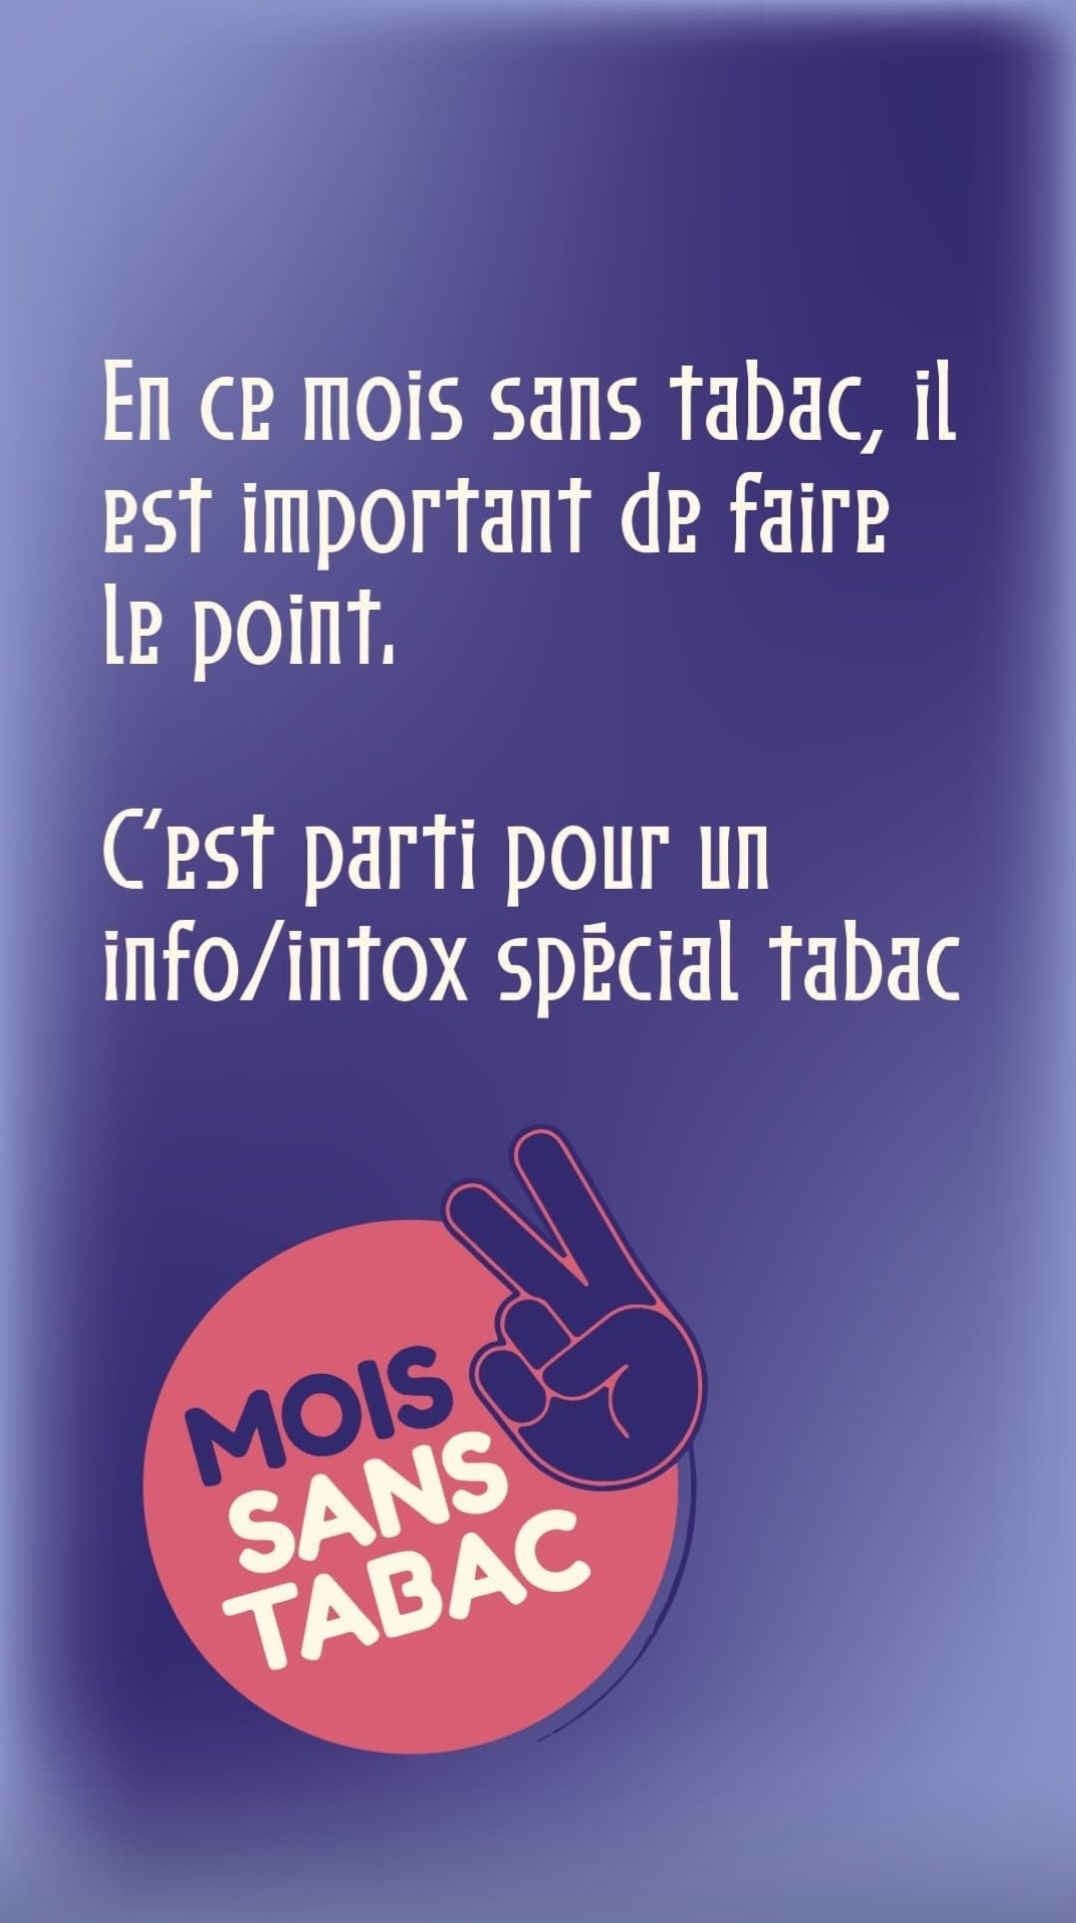 En ce mois sans tabac, il
est important de faire
le point.
C'est parti pour un
info/intox spécial tabac
MOIS
SANS
TABAC